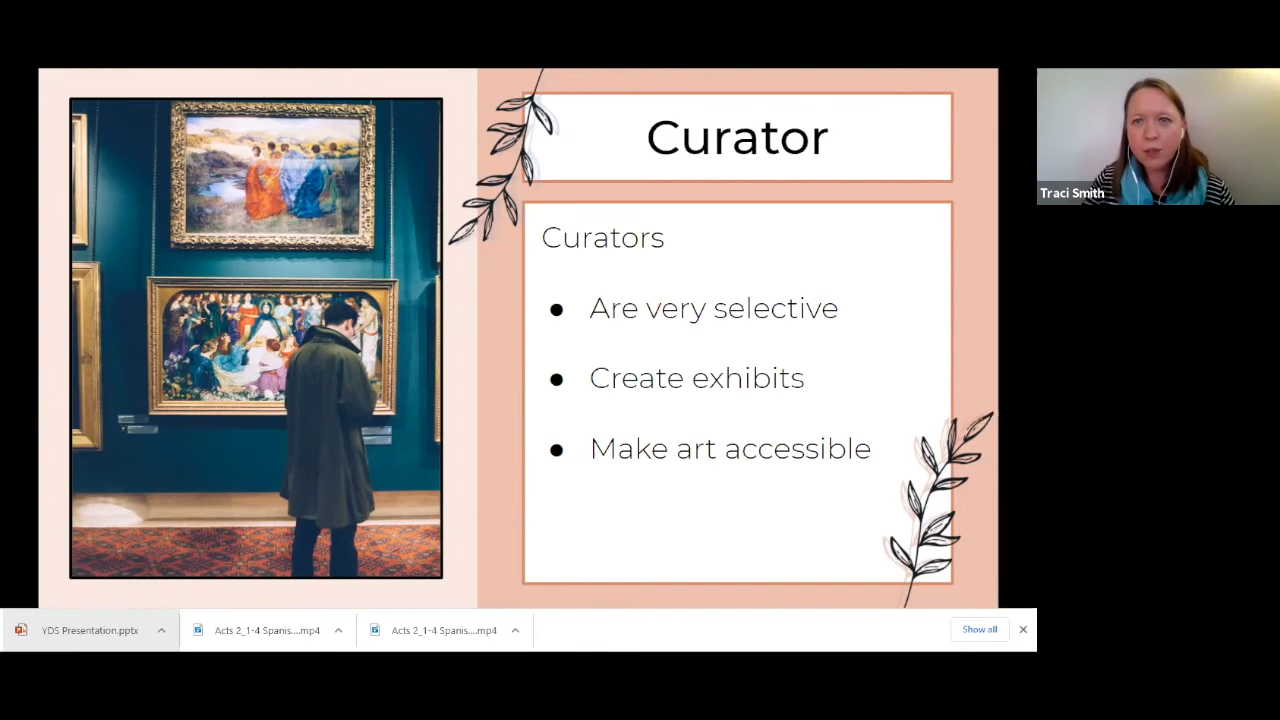 Curator
Traci Smith
Curators
● Are very selective
● Create exhibits
● Make art accessible
YDS Presentation.pptx
Acts 2_1-4 Spanis....mp4
Acts 2_1-4 Spanis....mp4
Show all